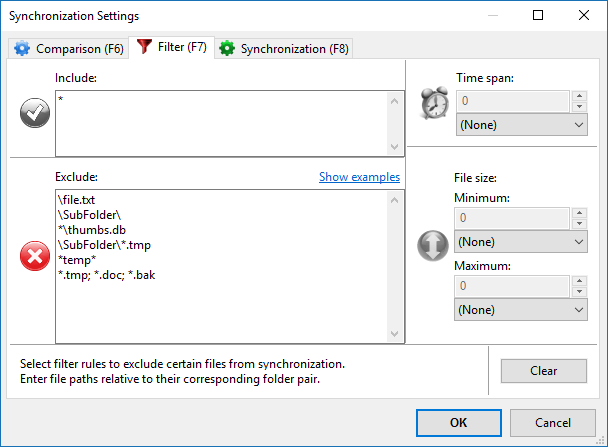 Synchronization Settings
Comparison (F6)
Filter (F7)
Synchronization (F8)
Include:
*
Exclude:
Show examples
\file.txt
\SubFolder\
*\thumbs.db
\SubFolder\*.tmp
*temp*
*.tmp; *.doc; *.bak
Time span:
0
(None)
File size:
Minimum:
0
(None)
Maximum:
0
(None)
Select filter rules to exclude certain files from synchronization.
Enter file paths relative to their corresponding folder pair.
Clear
OK
Cancel